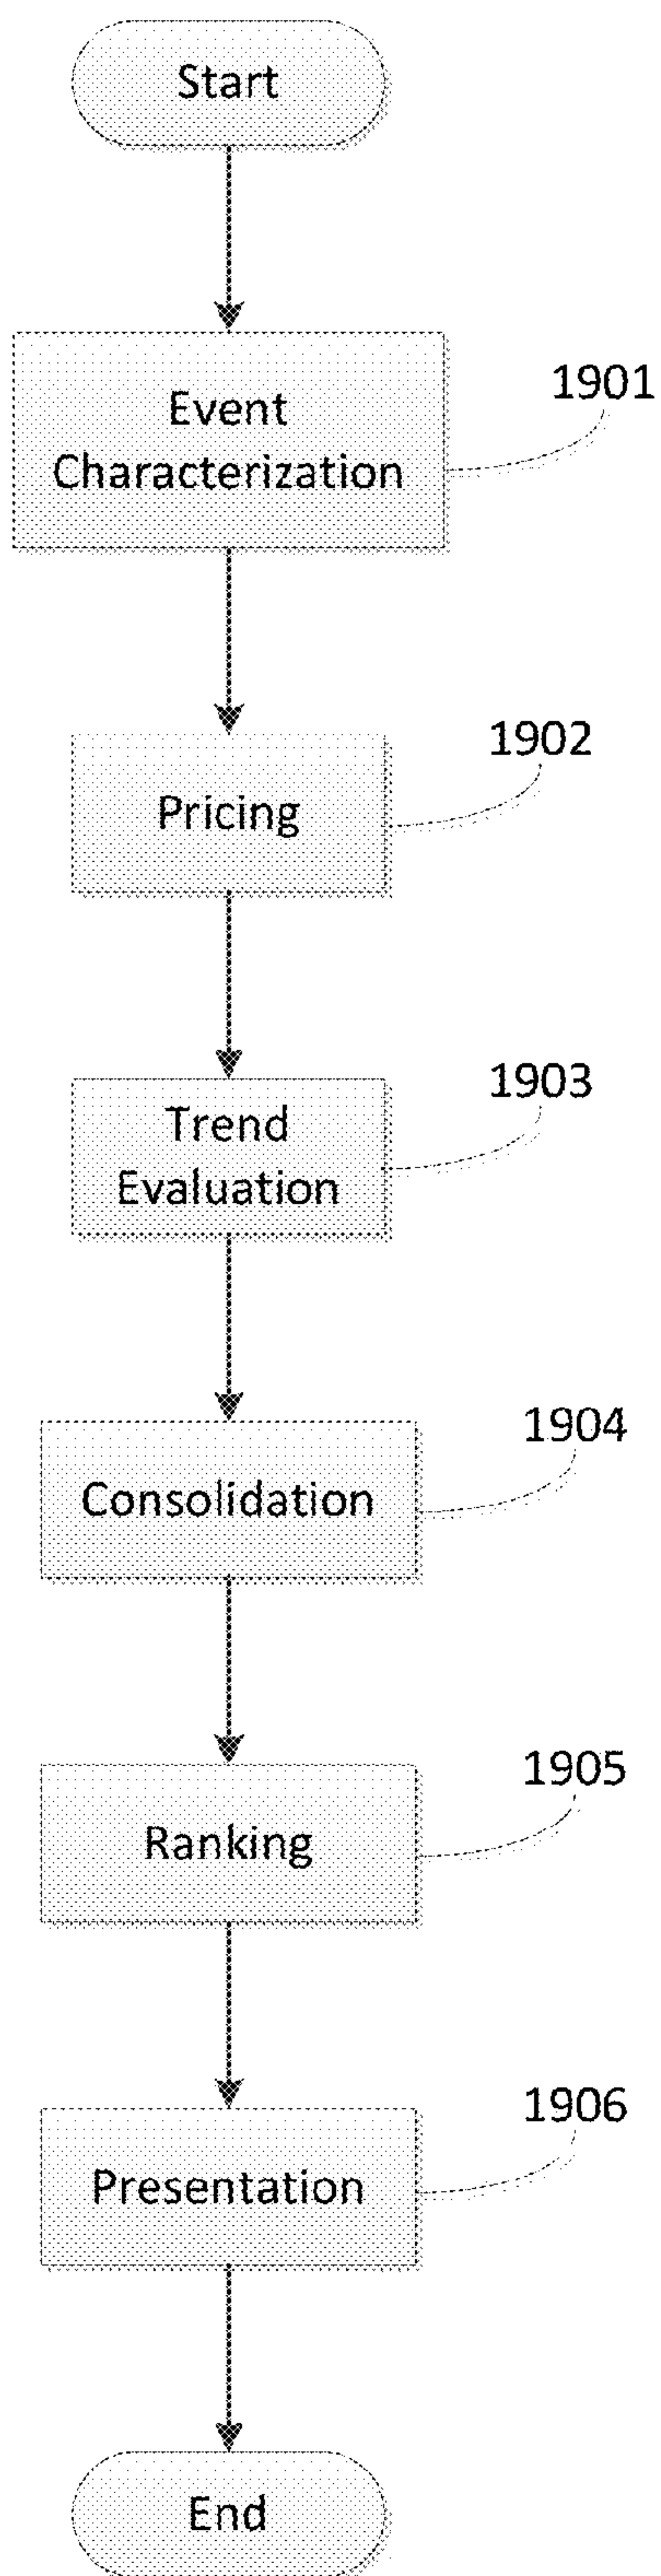 Start
1901
Event
Characterization
1902
Pricing
1903
Trend
Evaluation
1904
Consolidation
1905
Ranking
1906
Presentation
End